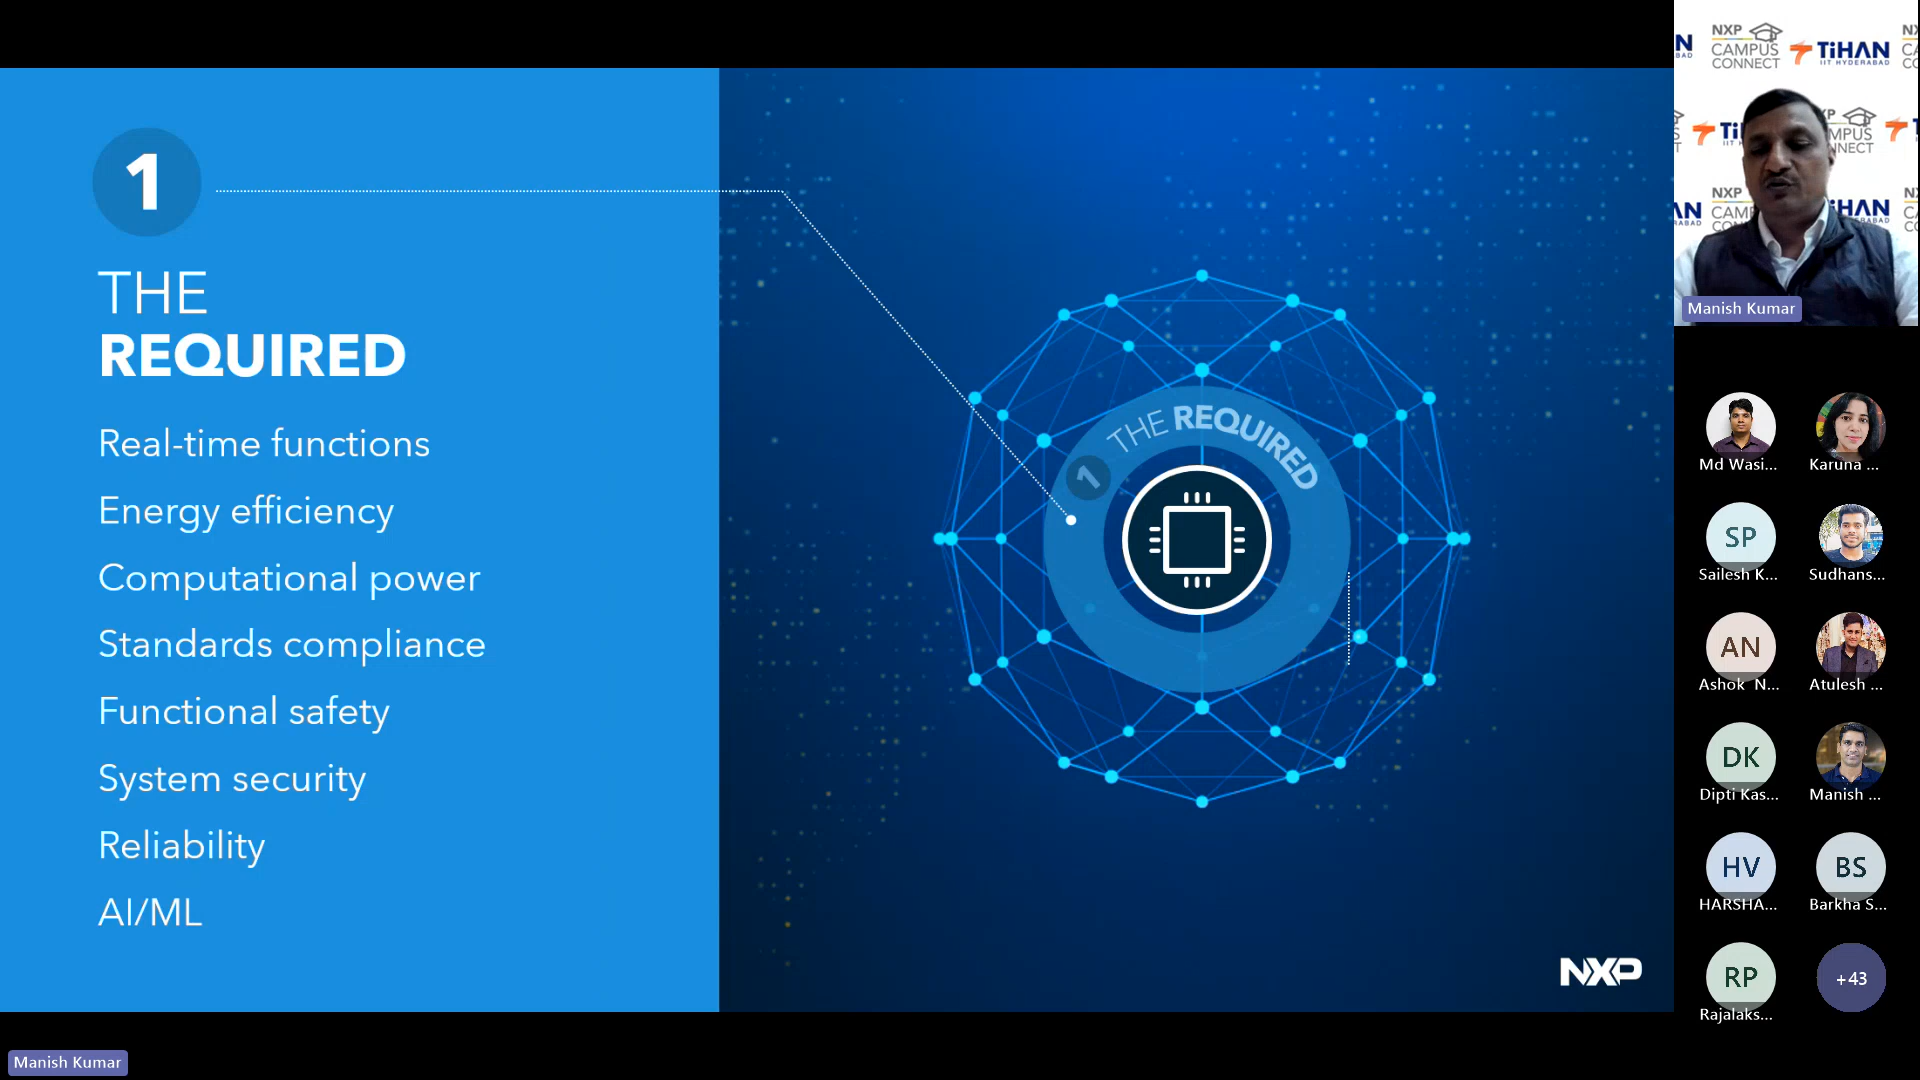 1
THE
REQUIRED
Real-time functions
Energy efficiency
Computational power
Standards compliance
Functional safety
System security
Reliability
AI/ML
1 THE REQUIRED
NXP
Manish Kumar
NXP
CAMPUS
CONNECT
TiHAN
IIT HYDERABAD
Manish Kumar
Md Wasi...
Karuna ...
SP
Sailesh K...
Sudhans...
AN
Ashok N...
Atulesh ...
DK
Dipti Kas...
Manish ...
HV
HARSHA...
BS
Barkha S...
RP
Rajalaks...
+43